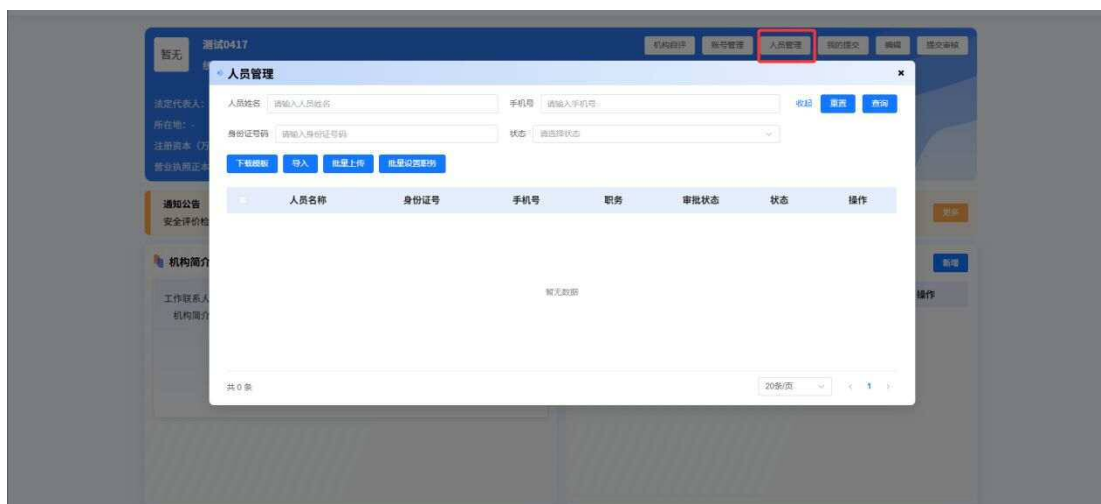 暂无
测试0417
机构自评 账号管理 人员管理 我的提交 编辑 提交审核
人员管理
法定代表人:
人员姓名 请输入人员姓名 手机号 请输入手机号 收起 重置 查询
所在地: -
身份证号码 请输入身份证号码 状态 请选择状态
注册资本（万
营业执照正本
下载模板 导入 批量上传 批量设置职务
通知公告
人员名称 身份证号 手机号 职务 审批状态 状态 操作
安全评价检
更多
机构简介
新增
工作联系人
暂无数据
操作
机构简介
共 0 条 20条/页 1